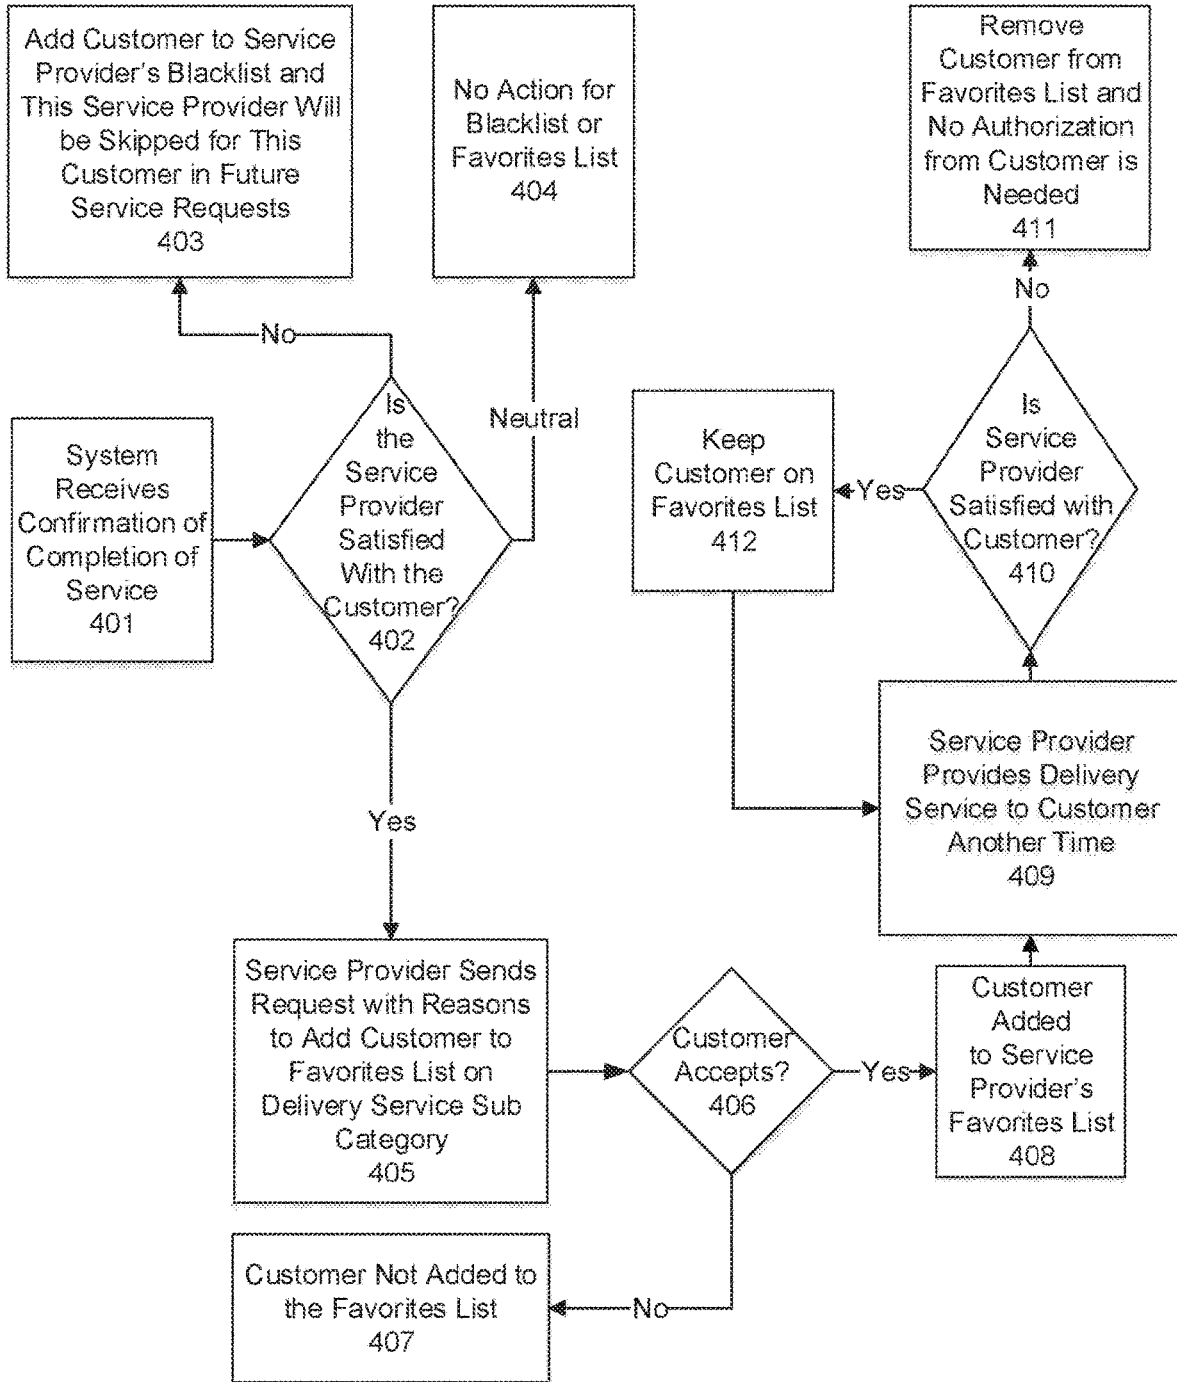 Add Customer to Service
Provider's Blacklist and
This Service Provider Will
be Skipped for This
Customer in Future
Service Requests
403
No Action for
Blacklist or
Favorites List
404
Remove
Customer from
Favorites List and
No Authorization
from Customer is
Needed
411
No
No
Neutral
System
Receives
Confirmation of
Completion of
Service
401
Is
the
Service
Provider
Satisfied
With the
Customer?
402
Keep
Customer on
Favorites List
412
Yes
Is
Service
Provider
Satisfied with
Customer?
410
Yes
Service Provider
Provides Delivery
Service to Customer
Another Time
409
Service Provider Sends
Request with Reasons
to Add Customer to
Favorites List on
Delivery Service Sub
Category
405
Customer
Accepts?
406
Yes
Customer
Added
to Service
Provider's
Favorites List
408
Customer Not Added to
the Favorites List
407
No